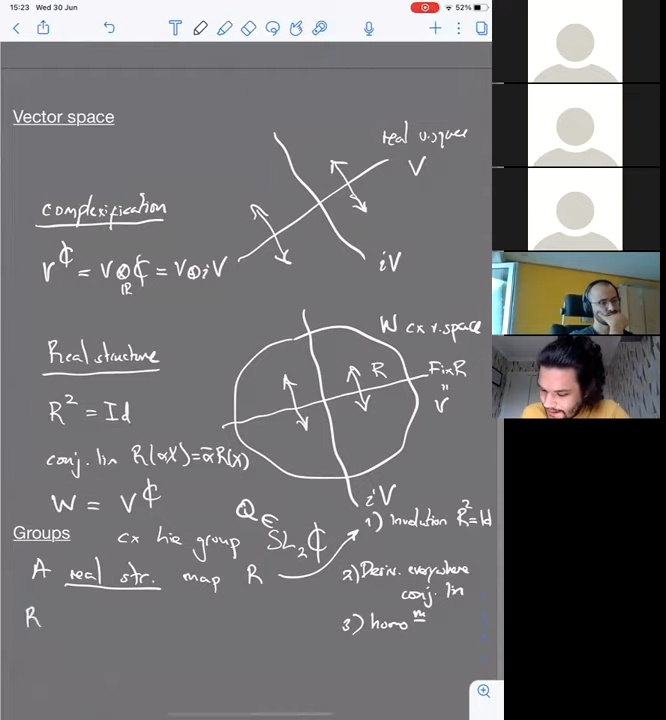 15:23 Wed 30 Jun
52%
Vector space
real v.space
V
complexification
V^ℂ = V⊗ℂ = V⊕iV
ℝ
iV
W cx v.space
Real structure
R
Fix R
"
V
R² = Id
conj. lin R(αX)=ᾱR(X)
W = V^ℂ
iV
Groups
cx Lie group
Q ∈ SL₂ℂ
1) Involution R²=Id
A real str. map R
2) Deriv. everywhere
conj. lin
3) homo m
R